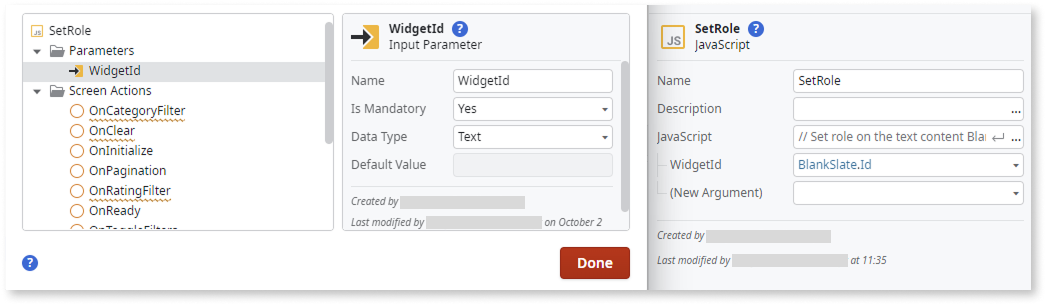 SetRole
Parameters
WidgetId
Screen Actions
OnCategoryFilter
OnClear
OnInitialize
OnPagination
OnRatingFilter
OnReady
?
WidgetId ?
Input Parameter
Name WidgetId
Is Mandatory Yes
Data Type Text
Default Value
Created by
Last modified by on October 2
Done
JS SetRole ?
JavaScript
Name SetRole
Description ...
JavaScript // Set role on the text content Blan ...
WidgetId BlankSlate.Id
(New Argument)
Created by
Last modified by at 11:35